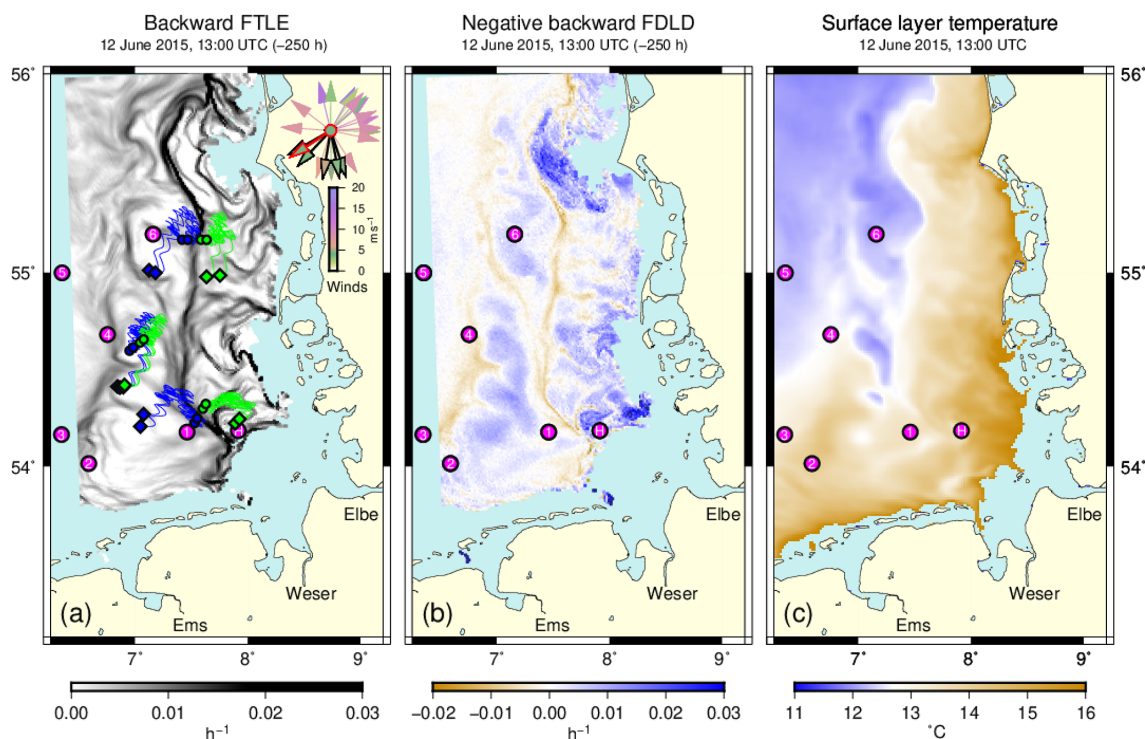 Backward FTLE
12 June 2015, 13:00 UTC (−250 h)
Negative backward FDLD
12 June 2015, 13:00 UTC (−250 h)
Surface layer temperature
12 June 2015, 13:00 UTC
56˚
55˚
54˚
56˚
55˚
54˚
20
15
10
5
0
m s−1
Winds
6
5
4
3
2
1
Elbe
Weser
Ems
(a)
6
5
4
3
2
1
H
Elbe
Weser
Ems
(b)
6
5
4
3
2
1
H
Elbe
Weser
Ems
(c)
7˚ 8˚ 9˚
7˚ 8˚ 9˚
7˚ 8˚ 9˚
0.00 0.01 0.02 0.03
h−1
−0.02 −0.01 0.00 0.01 0.02 0.03
h−1
11 12 13 14 15 16
˚C